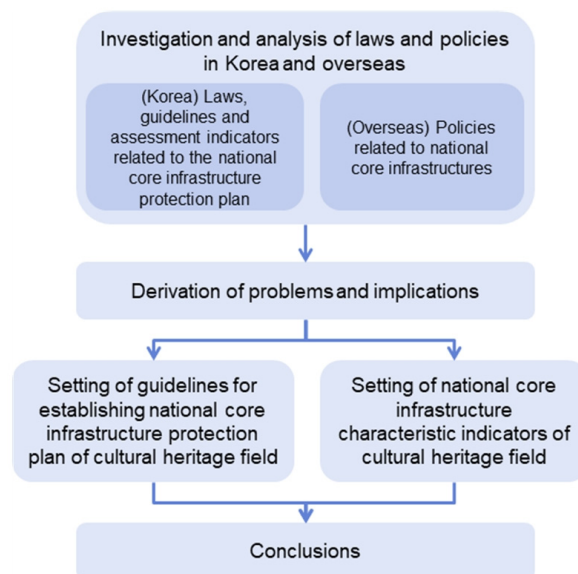 Investigation and analysis of laws and policies
in Korea and overseas
(Korea) Laws,
guidelines and
assessment indicators
related to the national
core infrastructure
protection plan
(Overseas) Policies
related to national
core infrastructures
Derivation of problems and implications
Setting of guidelines for
establishing national core
infrastructure protection
plan of cultural heritage field
Setting of national core
infrastructure
characteristic indicators of
cultural heritage field
Conclusions